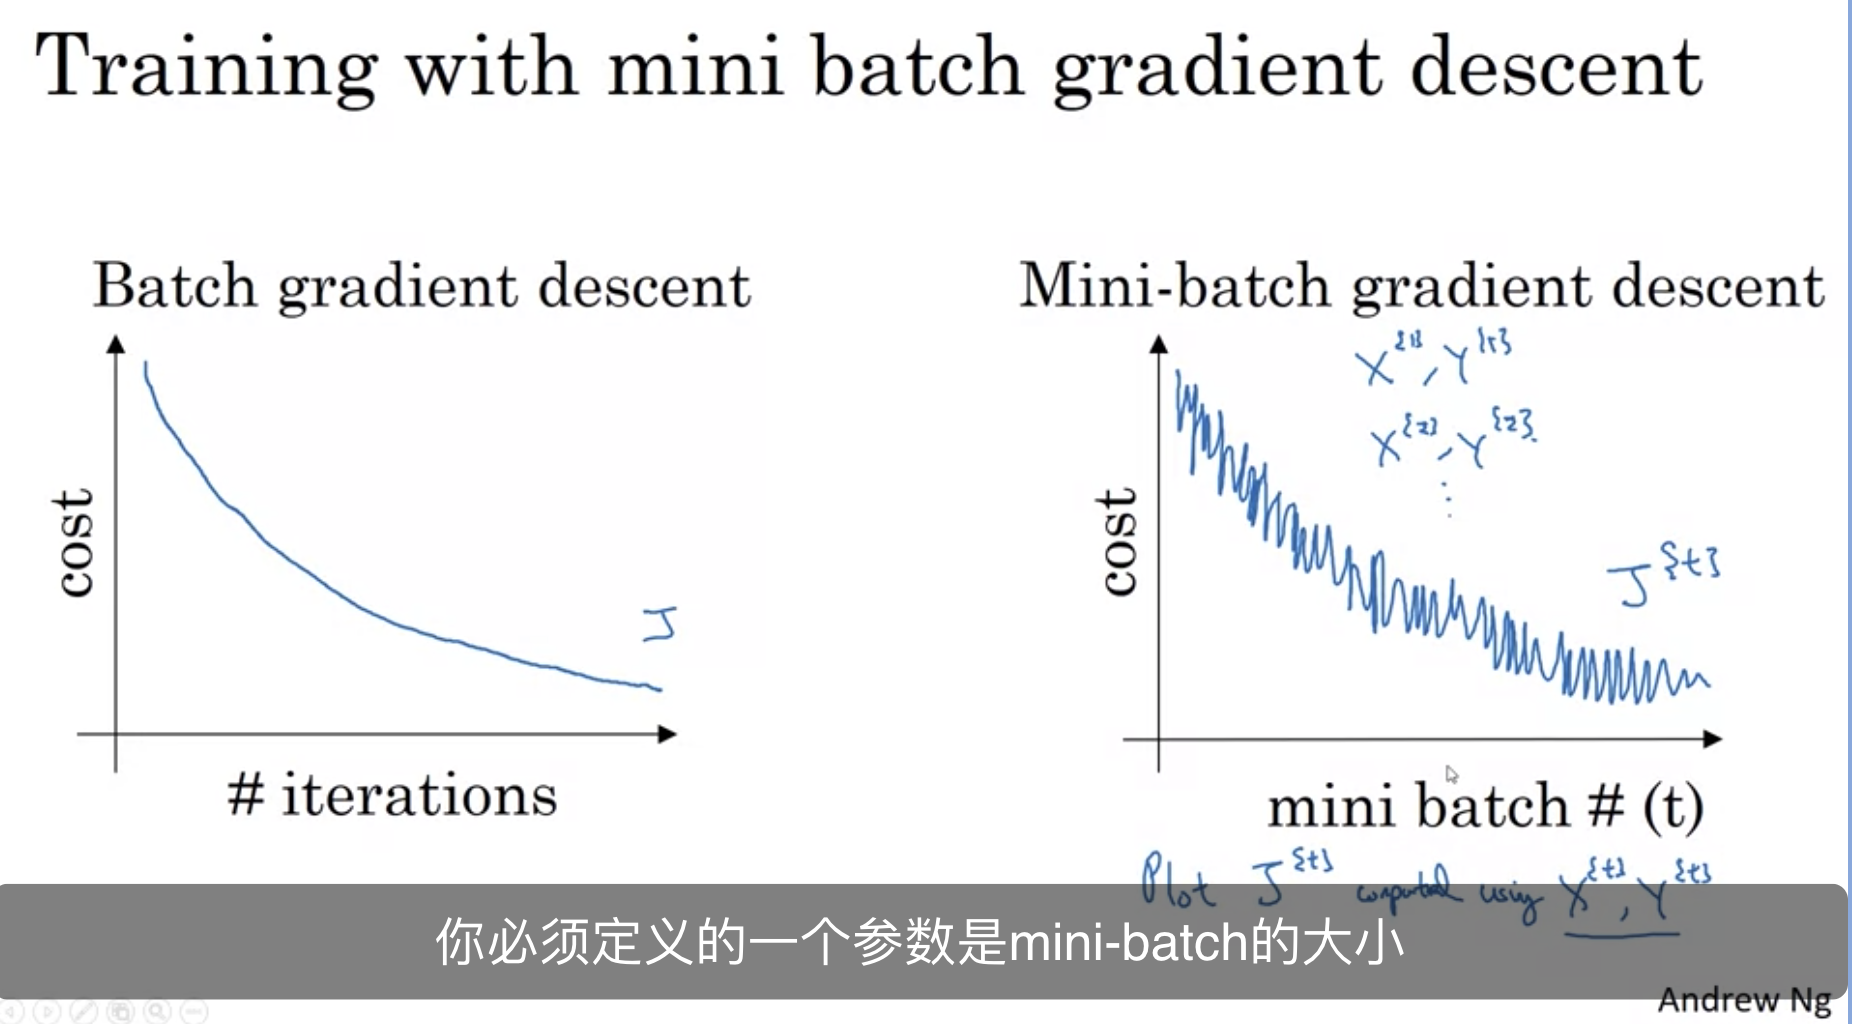 Training with mini batch gradient descent
Batch gradient descent
cost
J
# iterations
Mini-batch gradient descent
X^{1}, Y^{1}
X^{2}, Y^{2}
⋮
cost
J^{t}
mini batch # (t)
Plot J^{t} computed using X^{t}, Y^{t}
你必须定义的一个参数是mini-batch的大小
Andrew Ng